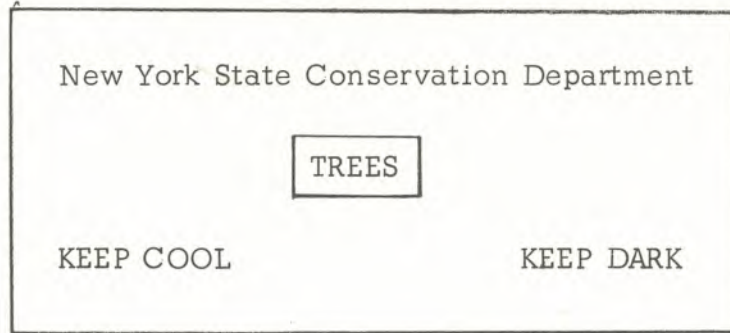 New York State Conservation Department
TREES
KEEP COOL KEEP DARK